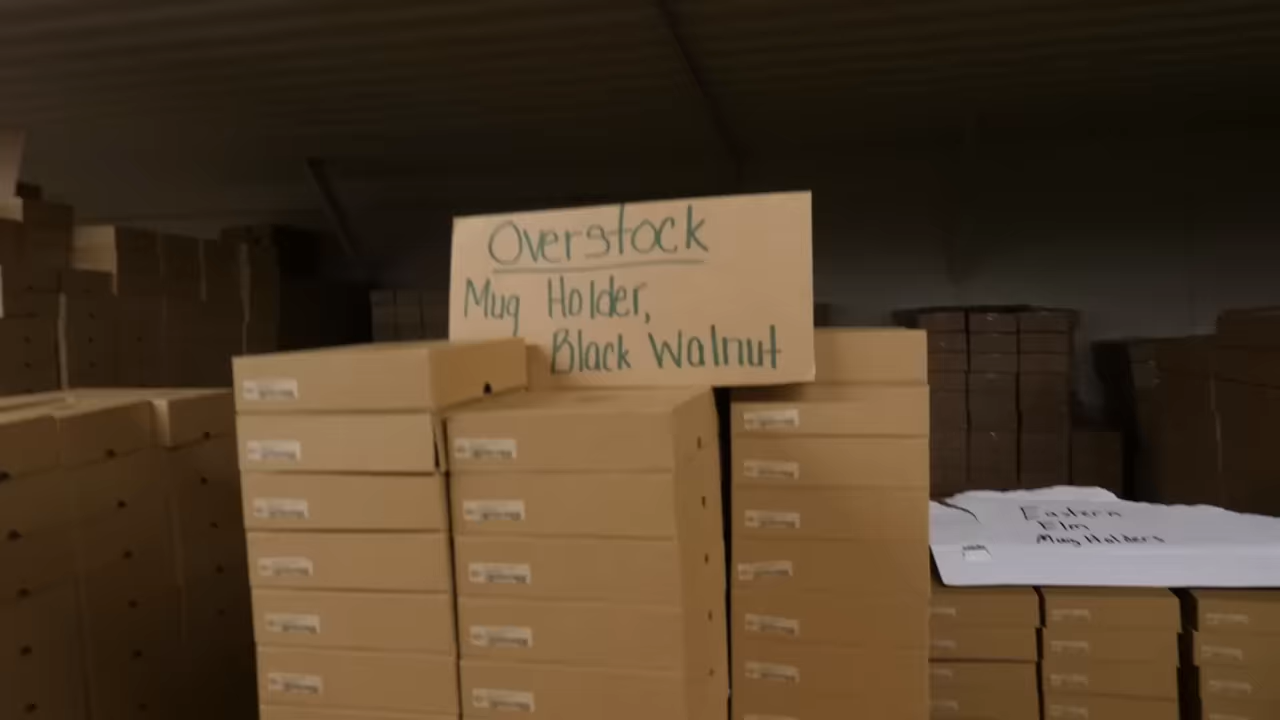 Overstock
Mug Holder,
Black Walnut
Eastern
Elm
Mug Holders